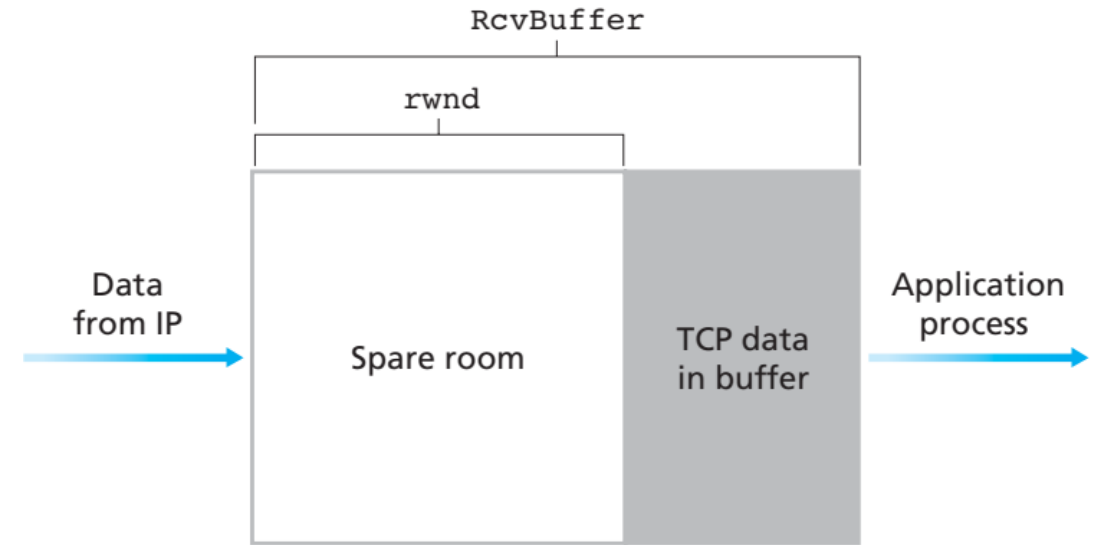 RcvBuffer
rwnd
Data
from IP
Spare room
TCP data
in buffer
Application
process